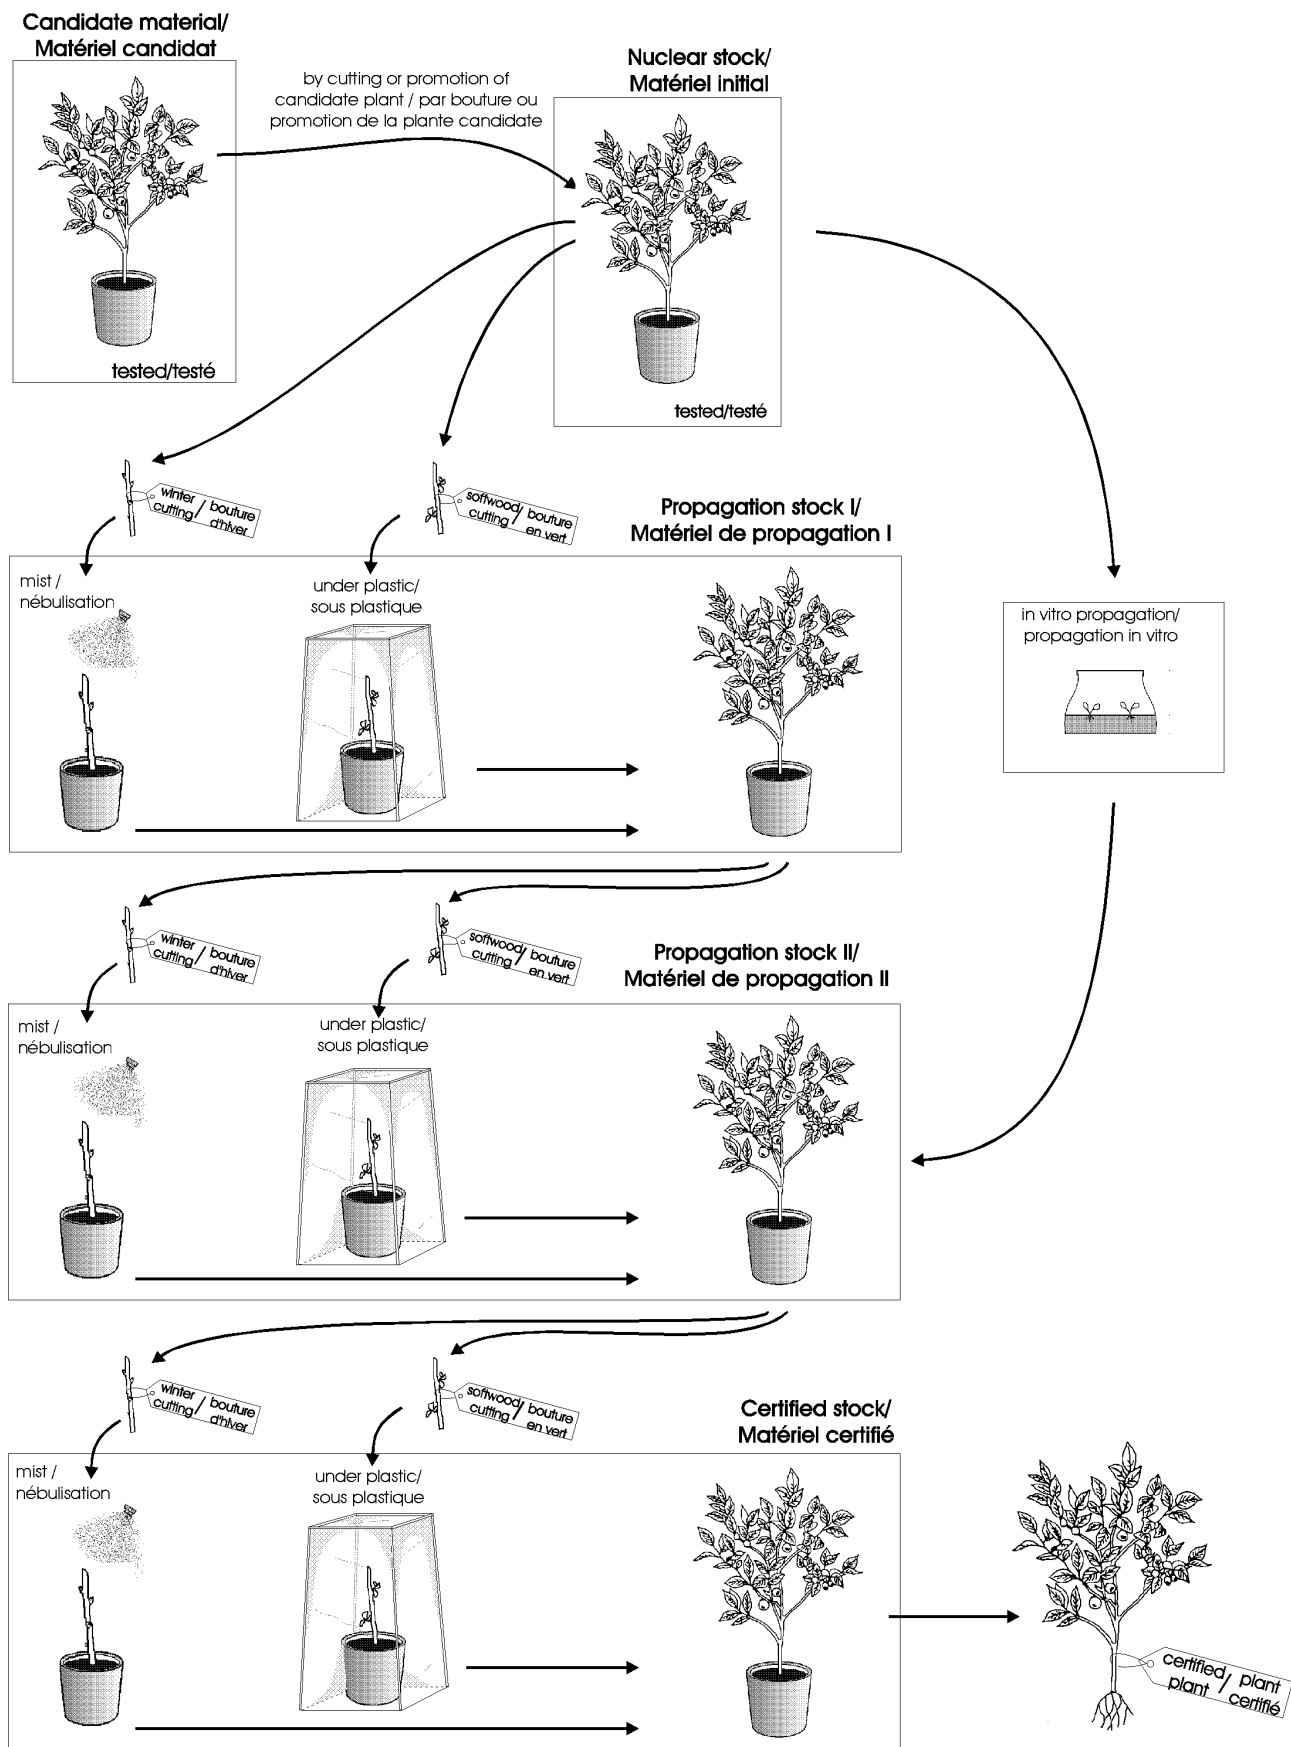 Candidate material/
Matériel candidat
by cutting or promotion of
candidate plant / par bouture ou
promotion de la plante candidate
Nuclear stock/
Matériel initial
tested/testé
tested/testé
winter / bouture
cutting / d'hiver
softwood / bouture
cutting / en vert
Propagation stock I/
Matériel de propagation I
mist /
nébulisation
under plastic/
sous plastique
in vitro propagation/
propagation in vitro
winter / bouture
cutting / d'hiver
softwood / bouture
cutting / en vert
Propagation stock II/
Matériel de propagation II
mist /
nébulisation
under plastic/
sous plastique
winter / bouture
cutting / d'hiver
softwood / bouture
cutting / en vert
Certified stock/
Matériel certifié
mist /
nébulisation
under plastic/
sous plastique
certified / plant
plant / certifié